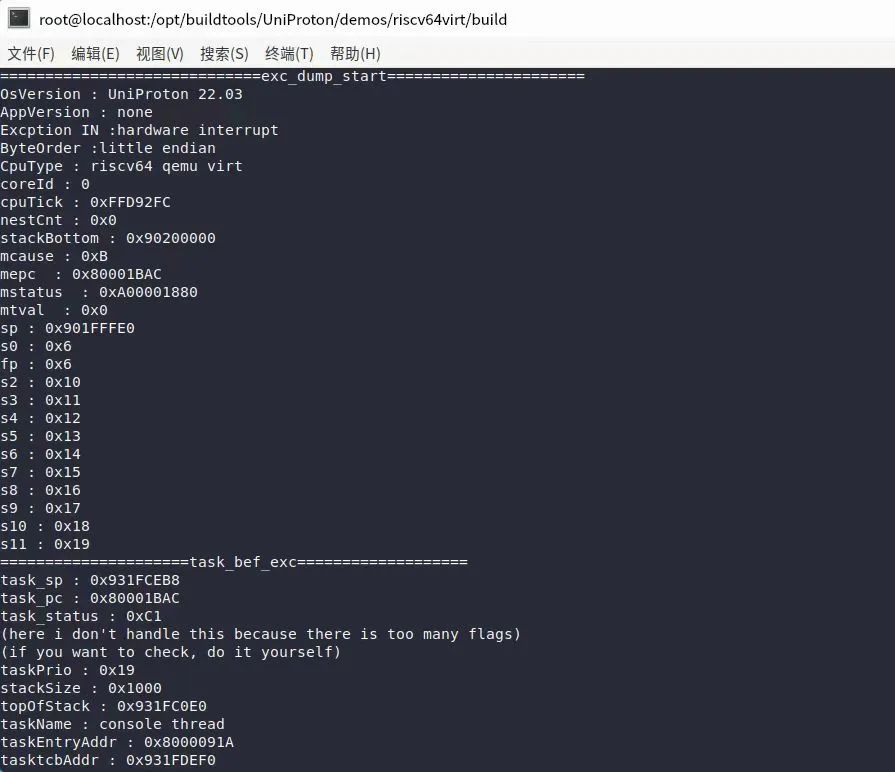 root@localhost:/opt/buildtools/UniProton/demos/riscv64virt/build
文件(F) 编辑(E) 视图(V) 搜索(S) 终端(T) 帮助(H)
=============================exc_dump_start======================
OsVersion : UniProton 22.03
AppVersion : none
Excption IN :hardware interrupt
ByteOrder :little endian
CpuType : riscv64 qemu virt
coreId : 0
cpuTick : 0xFFD92FC
nestCnt : 0x0
stackBottom : 0x90200000
mcause : 0xB
mepc  : 0x80001BAC
mstatus  : 0xA00001880
mtval  : 0x0
sp : 0x901FFFE0
s0 : 0x6
fp : 0x6
s2 : 0x10
s3 : 0x11
s4 : 0x12
s5 : 0x13
s6 : 0x14
s7 : 0x15
s8 : 0x16
s9 : 0x17
s10 : 0x18
s11 : 0x19
=====================task_bef_exc===================
task_sp : 0x931FCEB8
task_pc : 0x80001BAC
task_status : 0xC1
(here i don't handle this because there is too many flags)
(if you want to check, do it yourself)
taskPrio : 0x19
stackSize : 0x1000
topOfStack : 0x931FC0E0
taskName : console thread
taskEntryAddr : 0x8000091A
tasktcbAddr : 0x931FDEF0